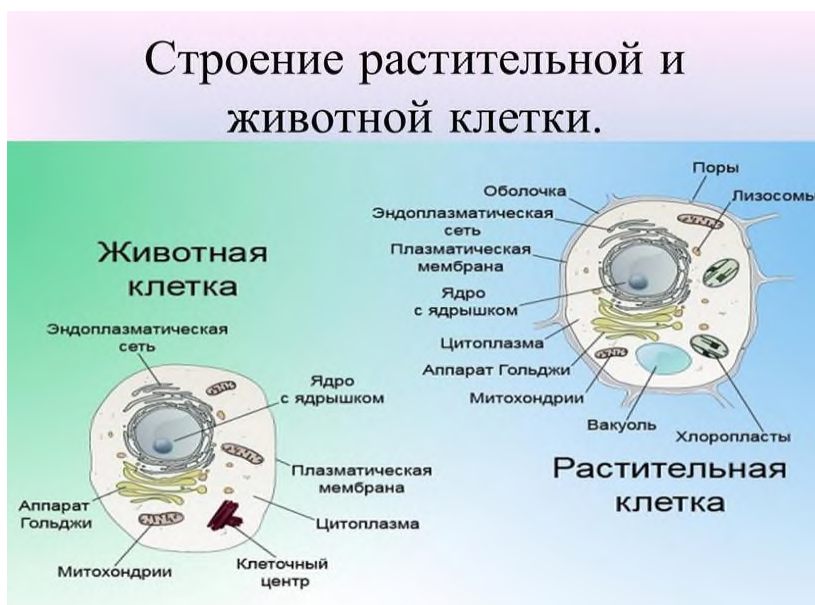 Строение растительной и
животной клетки.
Животная
клетка
Эндоплазматическая
сеть
Ядро
с ядрышком
Плазматическая
мембрана
Аппарат
Гольджи
Цитоплазма
Митохондрии
Клеточный
центр
Поры
Оболочка
Лизосомы
Эндоплазматическая
сеть
Плазматическая
мембрана
Ядро
с ядрышком
Цитоплазма
Аппарат Гольджи
Митохондрии
Вакуоль
Хлоропласты
Растительная
клетка